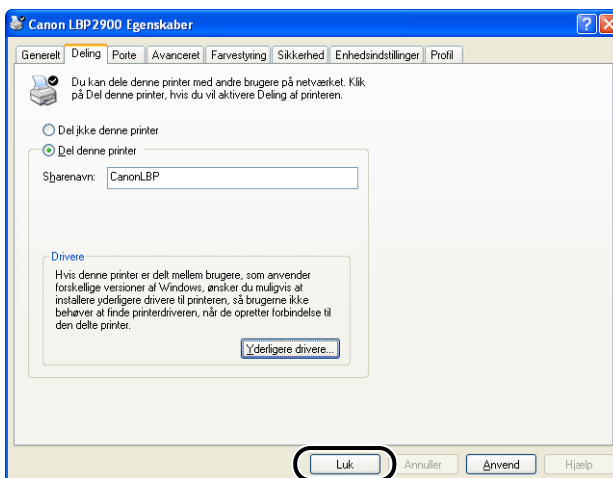 Canon LBP2900 Egenskaber
Generelt Deling Porte Avanceret Farvestyring Sikkerhed Enhedsindstillinger Profil
Du kan dele denne printer med andre brugere på netværket. Klik
på Del denne printer, hvis du vil aktivere Deling af printeren.
Del ikke denne printer
Del denne printer
Sharenavn: CanonLBP
Drivere
Hvis denne printer er delt mellem brugere, som anvender
forskellige versioner af Windows, ønsker du muligvis at
installere yderligere drivere til printeren, så brugerne ikke
behøver at finde printerdriveren, når de opretter forbindelse til
den delte printer.
Yderligere drivere...
Luk Annuller Anvend Hjælp